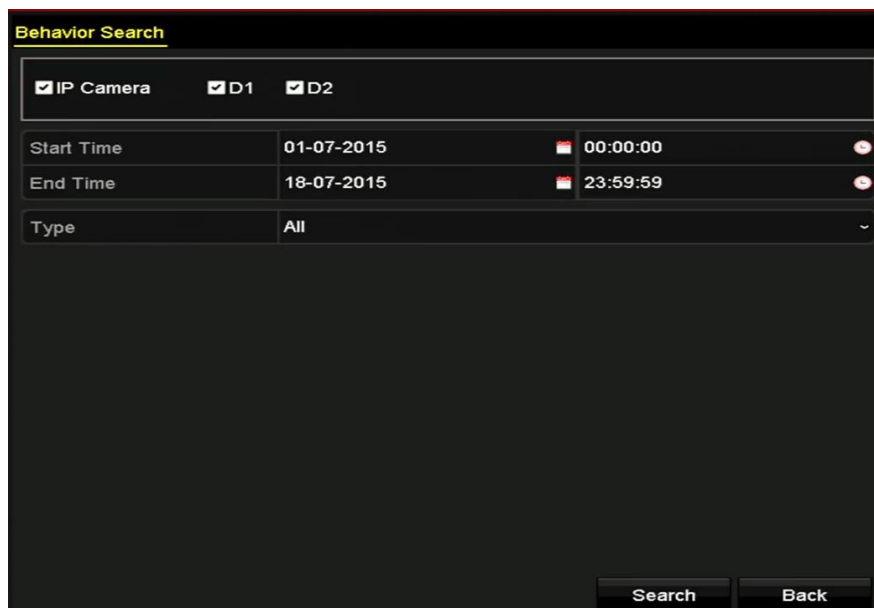 Behavior Search
IP Camera D1 D2
Start Time 01-07-2015 00:00:00
End Time 18-07-2015 23:59:59
Type All
Search Back